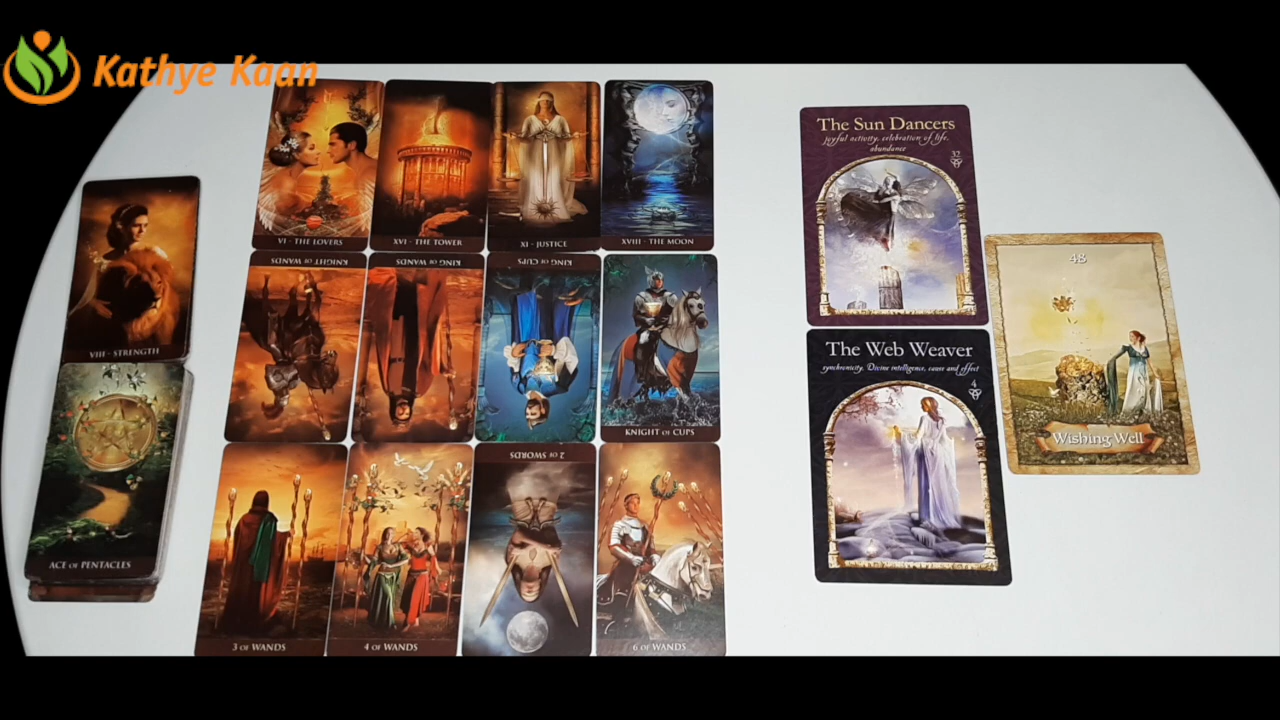 Kathye Kaan
VI - THE LOVERS
XVI - THE TOWER
XI - JUSTICE
XVIII - THE MOON
VIII - STRENGTH
KNIGHT OF WANDS
KING OF WANDS
KING OF CUPS
KNIGHT OF CUPS
ACE OF PENTACLES
3 OF WANDS
4 OF WANDS
2 OF SWORDS
6 OF WANDS
The Sun Dancers
joyful activity, celebration of life,
abundance
32
The Web Weaver
synchronicity, Divine intelligence, cause and effect
4
48
Wishing Well